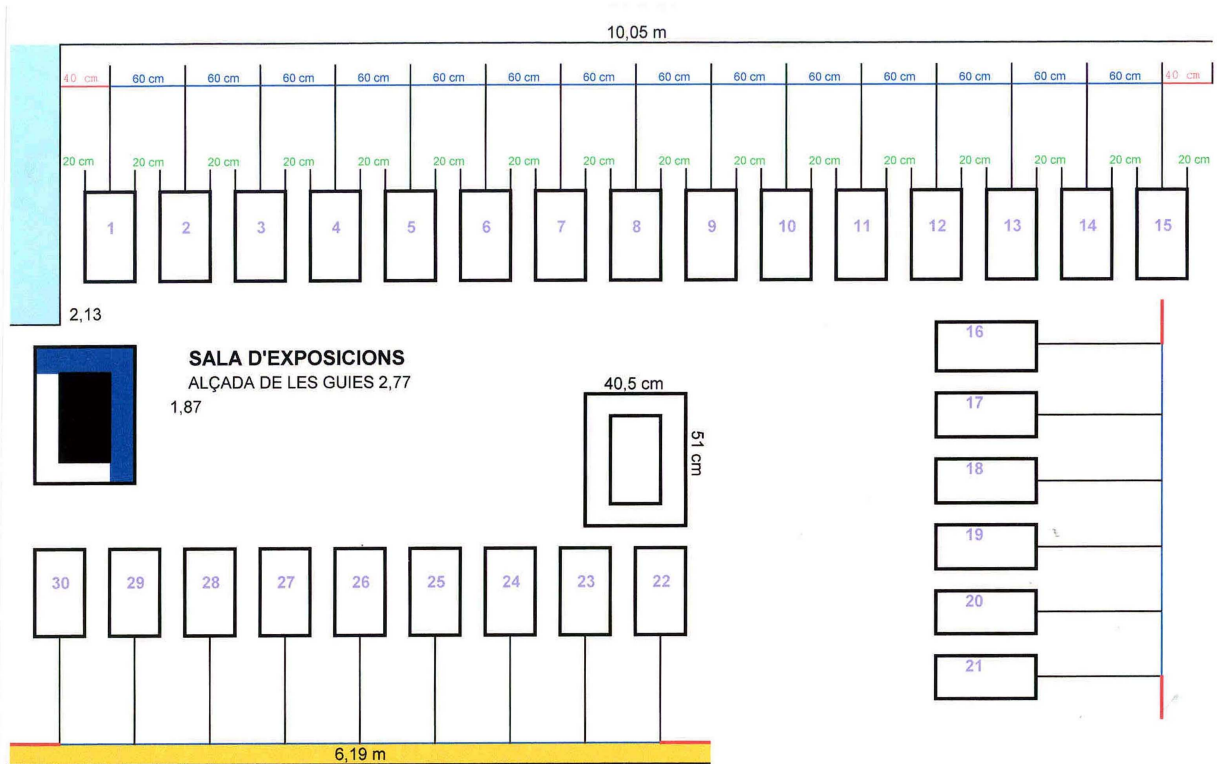 10,05 m
40 cm 60 cm 60 cm 60 cm 60 cm 60 cm 60 cm 60 cm 60 cm 60 cm 60 cm 60 cm 60 cm 60 cm 60 cm 40 cm
20 cm 20 cm 20 cm 20 cm 20 cm 20 cm 20 cm 20 cm 20 cm 20 cm 20 cm 20 cm 20 cm 20 cm 20 cm 20 cm
1 2 3 4 5 6 7 8 9 10 11 12 13 14 15
2,13
16
SALA D'EXPOSICIONS
ALÇADA DE LES GUIES 2,77
1,87
40,5 cm
51 cm
17
18
19
20
21
30 29 28 27 26 25 24 23 22
6,19 m